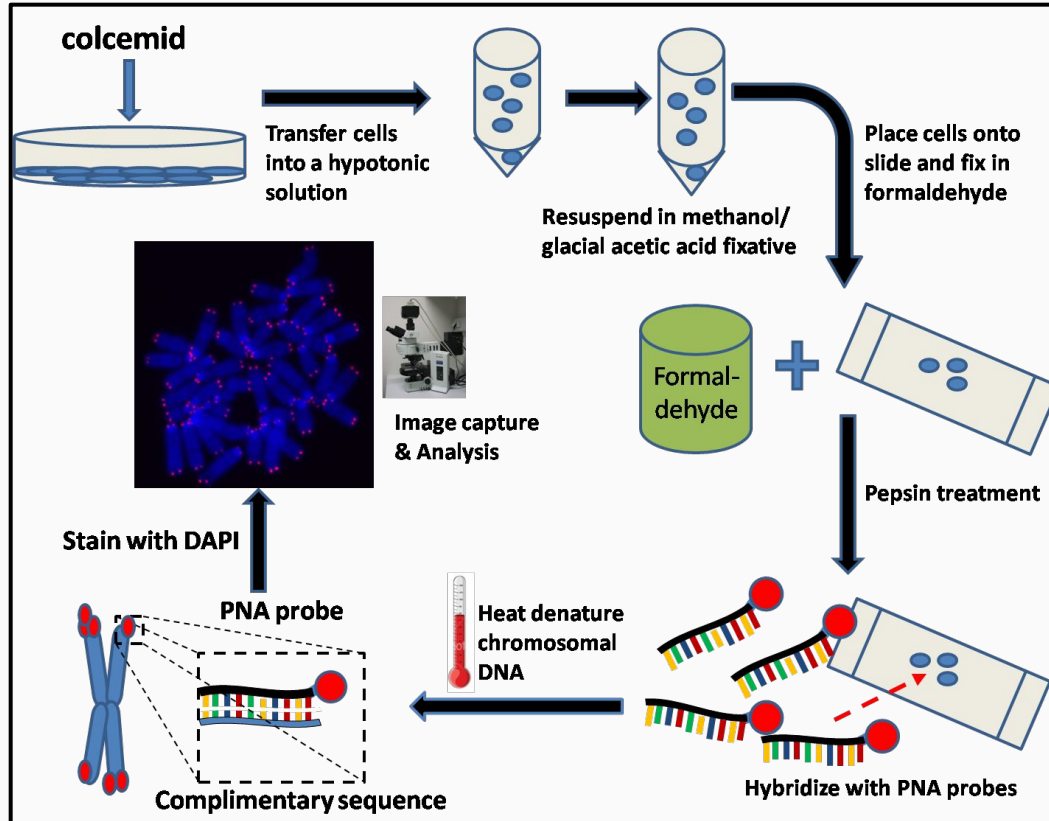 colcemid
Transfer cells
into a hypotonic
solution
Resuspend in methanol/
glacial acetic acid fixative
Place cells onto
slide and fix in
formaldehyde
Formal-
dehyde
Pepsin treatment
Hybridize with PNA probes
Heat denature
chromosomal
DNA
PNA probe
Complimentary sequence
Stain with DAPI
Image capture
& Analysis